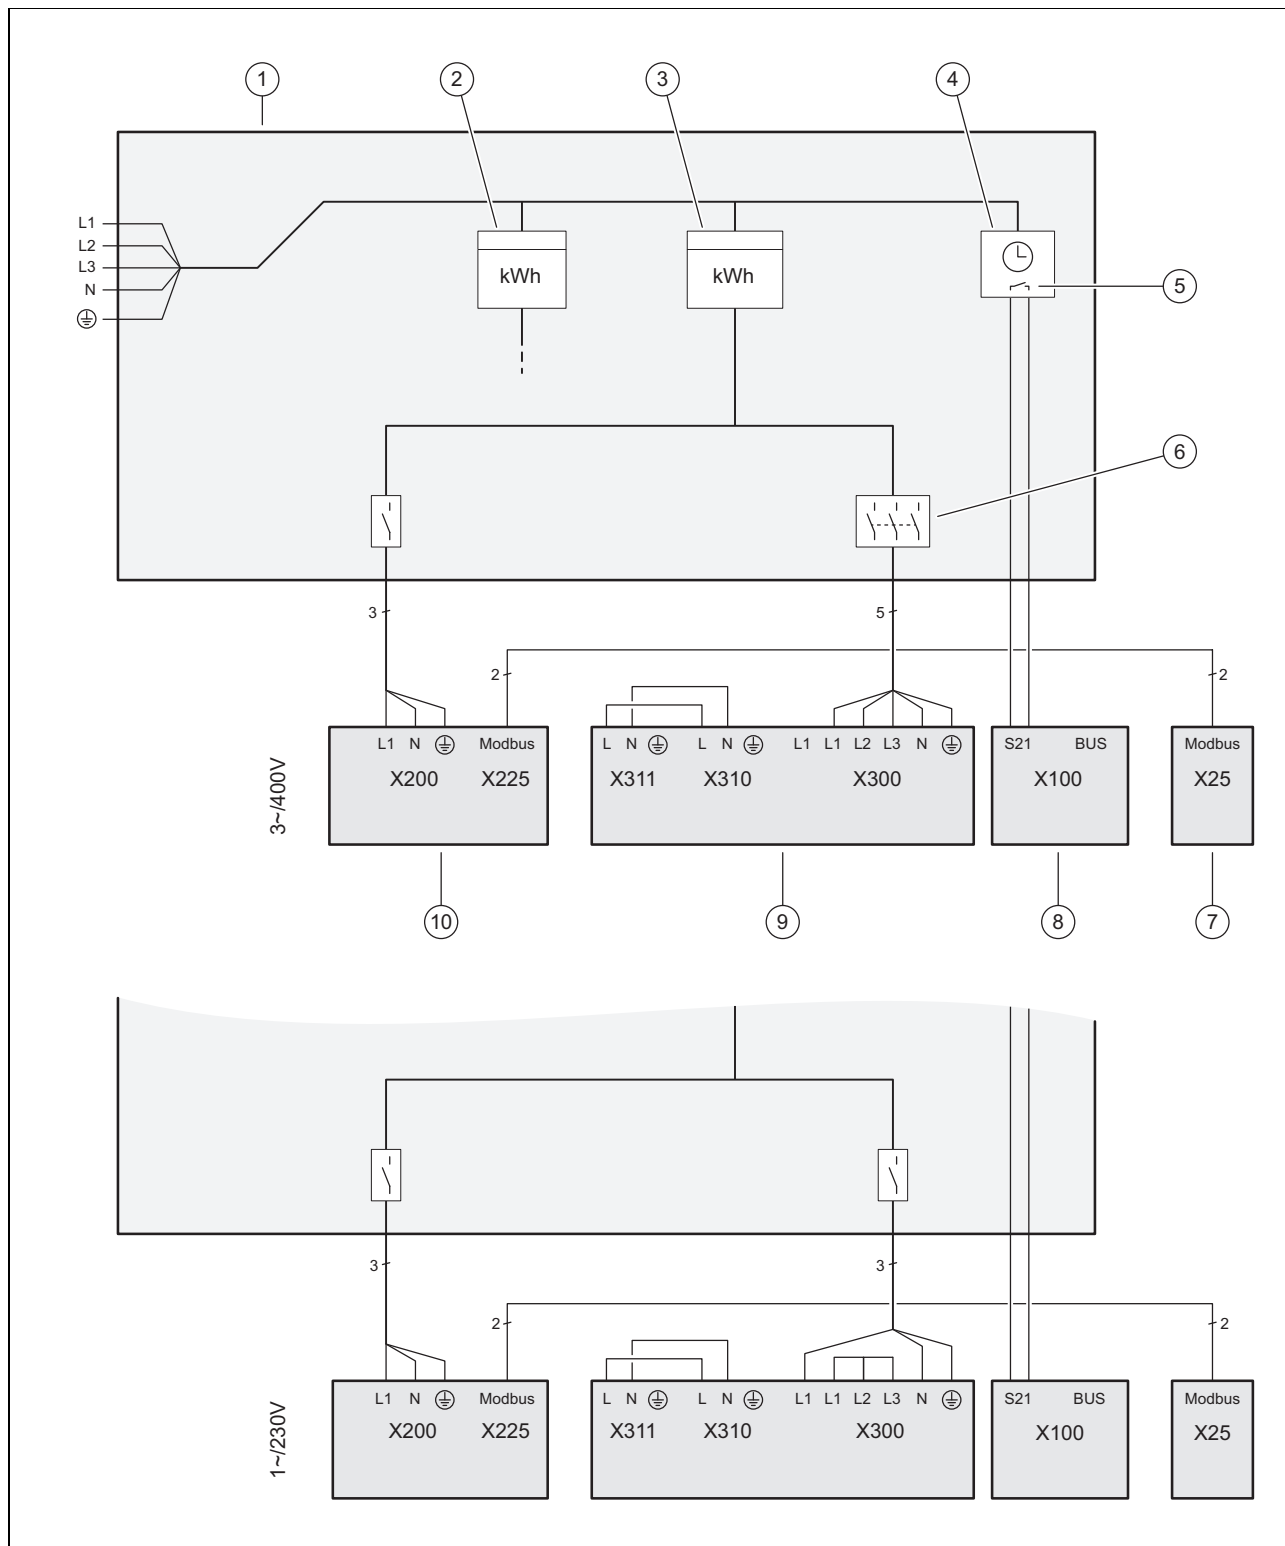 1 2 3 4
L1
L2
L3
N
kWh kWh
5
6
3 5
2 2
3~/400V
L1 N Modbus L N L N L1 L1 L2 L3 N S21 BUS Modbus
X200 X225 X311 X310 X300 X100 X25
10 9 8 7
3 3
2 2
1~/230V
L1 N Modbus L N L N L1 L1 L2 L3 N S21 BUS Modbus
X200 X225 X311 X310 X300 X100 X25